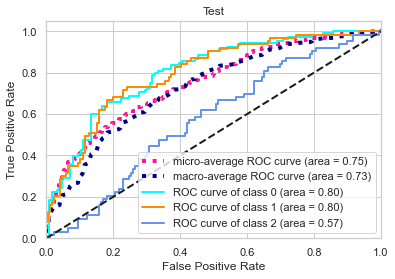 Test
True Positive Rate
1.0
0.8
0.6
0.4
0.2
0.0
micro-average ROC curve (area = 0.75)
macro-average ROC curve (area = 0.73)
ROC curve of class 0 (area = 0.80)
ROC curve of class 1 (area = 0.80)
ROC curve of class 2 (area = 0.57)
0.0 0.2 0.4 0.6 0.8 1.0
False Positive Rate